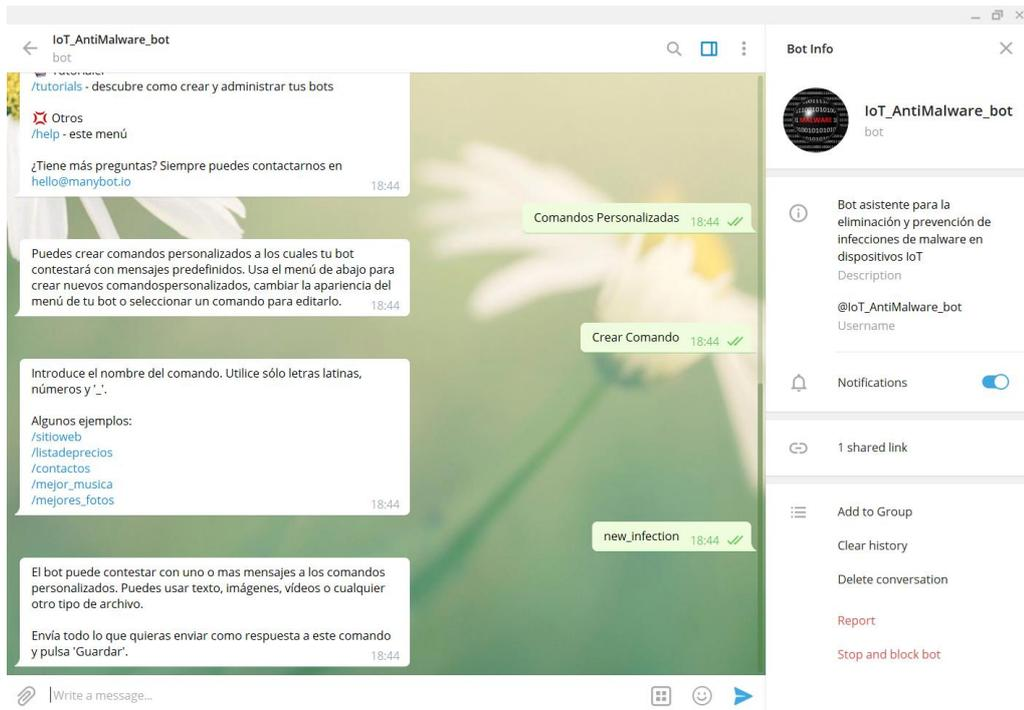 IoT_AntiMalware_bot
bot
/tutorials - descubre como crear y administrar tus bots
Otros
/help - este menú
¿Tiene más preguntas? Siempre puedes contactarnos en
hello@manybot.io
18:44
Comandos Personalizadas 18:44
Puedes crear comandos personalizados a los cuales tu bot
contestará con mensajes predefinidos. Usa el menú de abajo para
crear nuevos comandospersonalizados, cambiar la apariencia del
menú de tu bot o seleccionar un comando para editarlo.
18:44
Crear Comando 18:44
Introduce el nombre del comando. Utilice sólo letras latinas,
números y '_'.
Algunos ejemplos:
/sitioweb
/listadeprecios
/contactos
/mejor_musica
/mejores_fotos
18:44
new_infection 18:44
El bot puede contestar con uno o mas mensajes a los comandos
personalizados. Puedes usar texto, imágenes, vídeos o cualquier
otro tipo de archivo.
Envía todo lo que quieras enviar como respuesta a este comando
y pulsa 'Guardar'.
18:44
Write a message...
Bot Info
MALWARE
IoT_AntiMalware_bot
bot
Bot asistente para la
eliminación y prevención de
infecciones de malware en
dispositivos IoT
Description
@IoT_AntiMalware_bot
Username
Notifications
1 shared link
Add to Group
Clear history
Delete conversation
Report
Stop and block bot